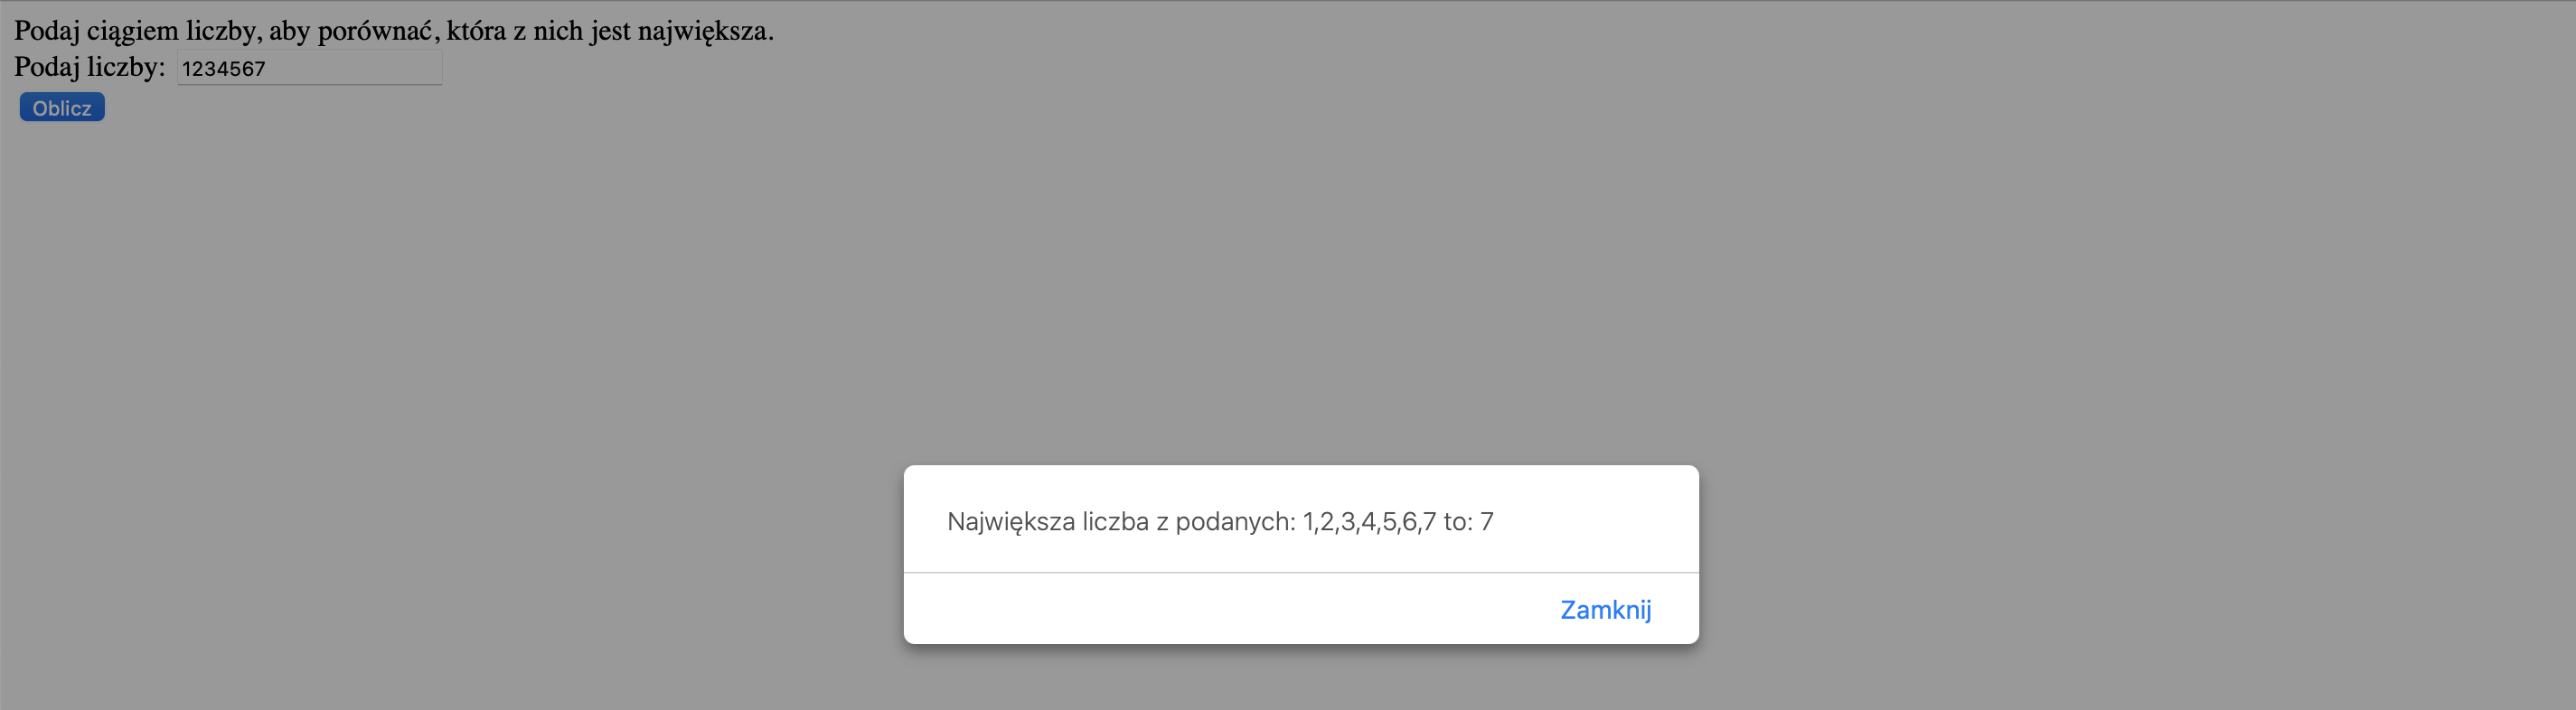 Podaj ciągiem liczby, aby porównać, która z nich jest największa.
Podaj liczby: 1234567
Oblicz
Największa liczba z podanych: 1,2,3,4,5,6,7 to: 7
Zamknij